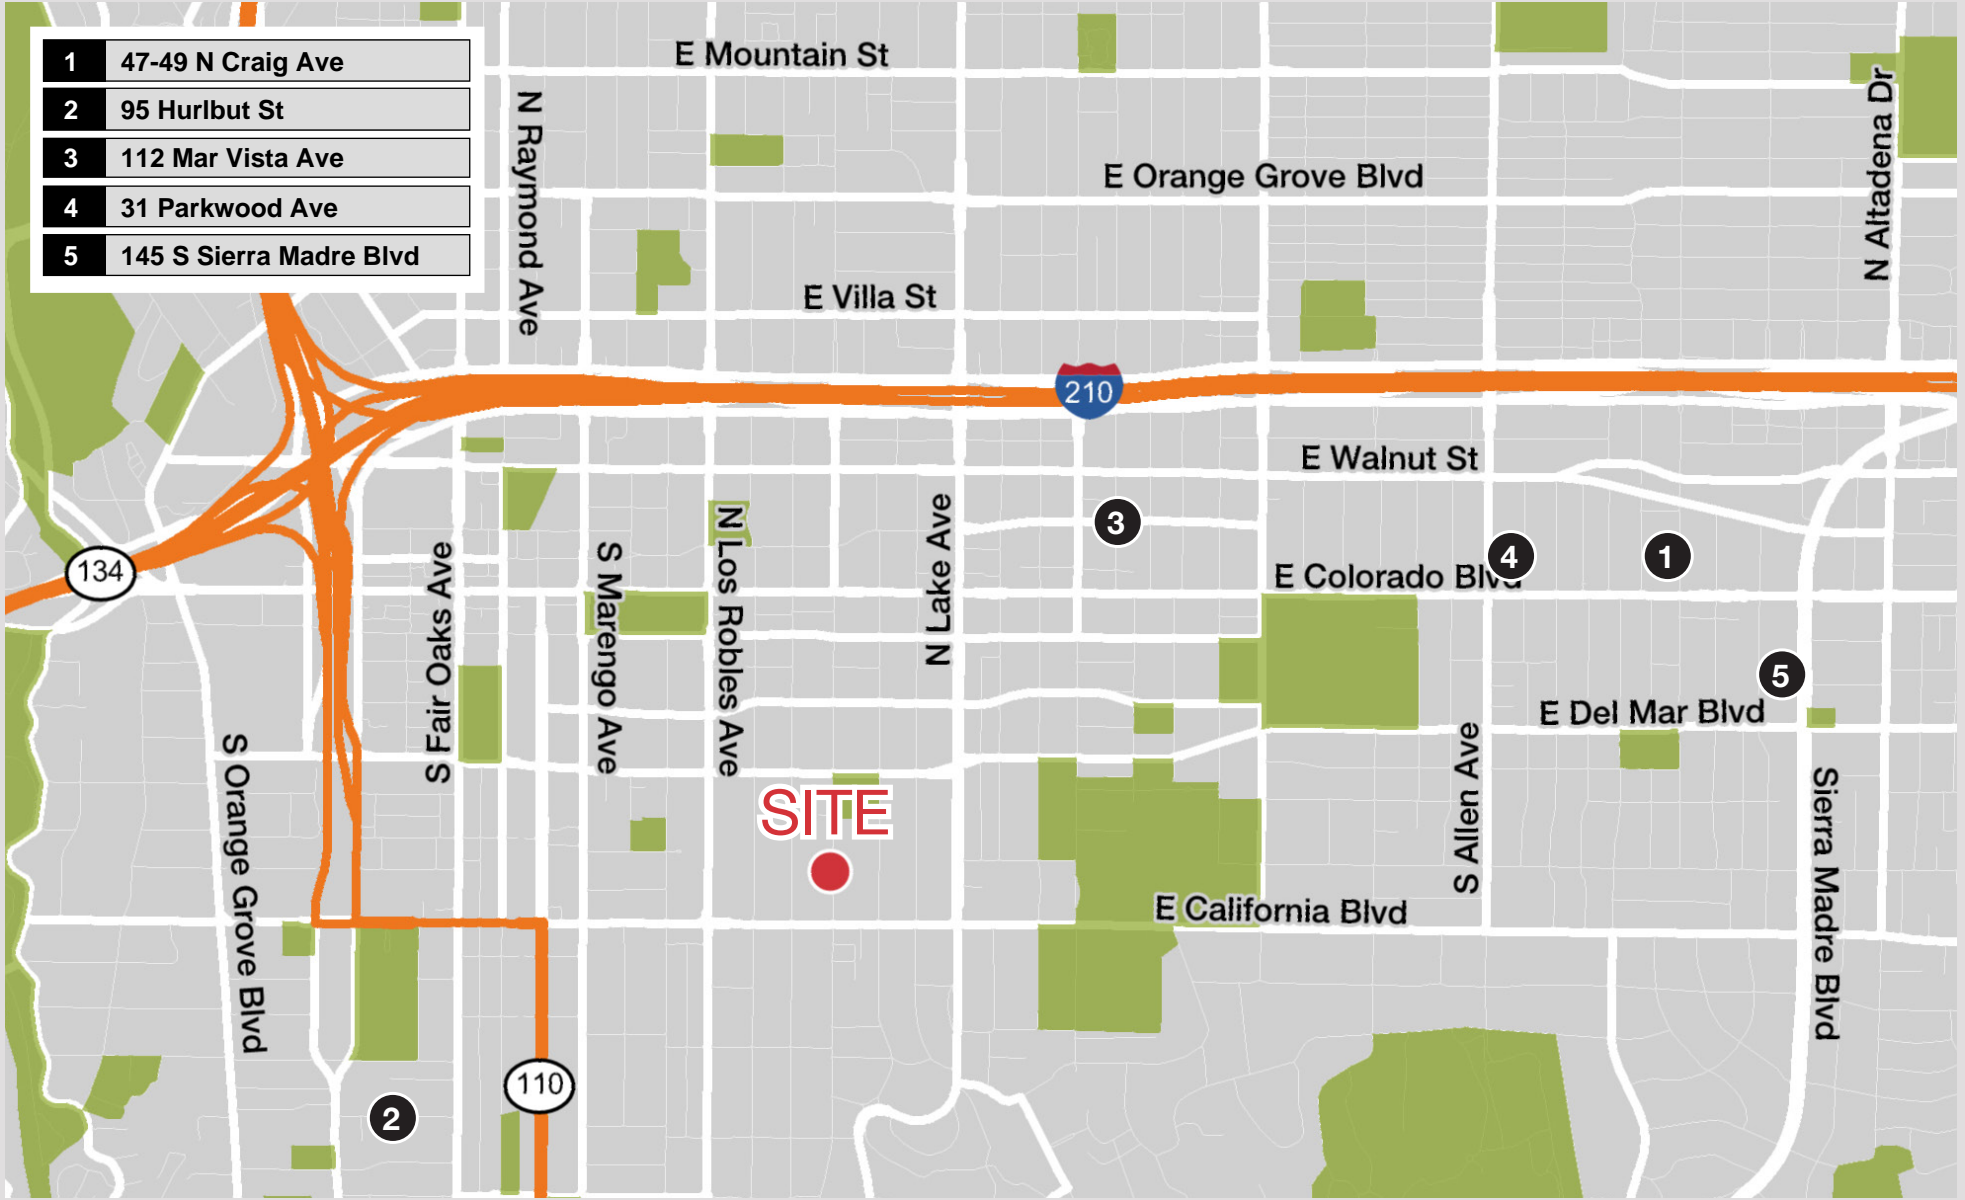 1 47-49 N Craig Ave
2 95 Hurlbut St
3 112 Mar Vista Ave
4 31 Parkwood Ave
5 145 S Sierra Madre Blvd
E Mountain St
N Raymond Ave
N Altadena Dr
E Orange Grove Blvd
E Villa St
210
E Walnut St
3
4
1
134
E Colorado Blvd
N Lake Ave
S Fair Oaks Ave
S Marengo Ave
N Los Robles Ave
5
E Del Mar Blvd
S Orange Grove Blvd
SITE
S Allen Ave
Sierra Madre Blvd
E California Blvd
110
2